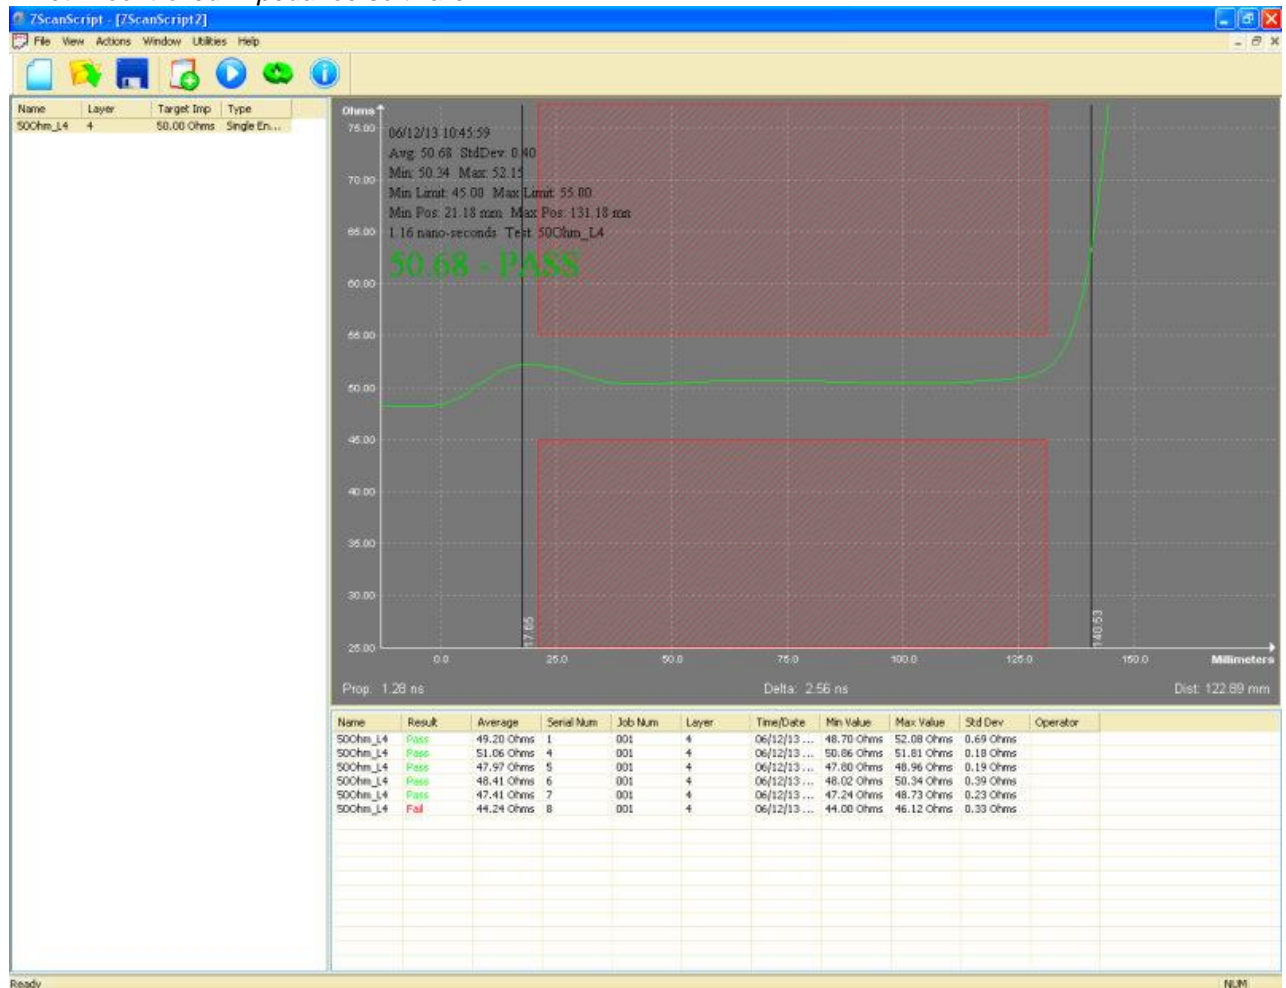 ZScanScript - [ZScanScript2]
File View Actions Window Utilities Help
Name Layer Target Imp Type
50Ohm_L4 4 50.00 Ohms Single En...
Ohms
75.00
70.00
65.00
60.00
55.00
50.00
45.00
40.00
35.00
30.00
25.00
06/12/13 10:45:59
Avg: 50.68 StdDev: 0.40
Min: 50.34 Max: 52.15
Min Limit: 45.00 Max Limit: 55.00
Min Pos: 21.18 mm Max Pos: 131.18 mm
1.16 nano-seconds Test: 50Ohm_L4
50.68 - PASS
17.65
140.53
0.0 25.0 50.0 75.0 100.0 125.0 150.0 Millimeters
Prop: 1.28 ns Delta: 2.56 ns Dist: 122.89 mm
Name Result Average Serial Num Job Num Layer Time/Date Min Value Max Value Std Dev Operator
50Ohm_L4 Pass 49.20 Ohms 1 001 4 06/12/13 ... 48.70 Ohms 52.08 Ohms 0.69 Ohms
50Ohm_L4 Pass 51.06 Ohms 4 001 4 06/12/13 ... 50.86 Ohms 51.81 Ohms 0.18 Ohms
50Ohm_L4 Pass 47.97 Ohms 5 001 4 06/12/13 ... 47.80 Ohms 48.96 Ohms 0.19 Ohms
50Ohm_L4 Pass 48.41 Ohms 6 001 4 06/12/13 ... 48.02 Ohms 50.34 Ohms 0.39 Ohms
50Ohm_L4 Pass 47.41 Ohms 7 001 4 06/12/13 ... 47.24 Ohms 48.73 Ohms 0.23 Ohms
50Ohm_L4 Fail 44.24 Ohms 8 001 4 06/12/13 ... 44.00 Ohms 46.12 Ohms 0.33 Ohms
Ready NUM